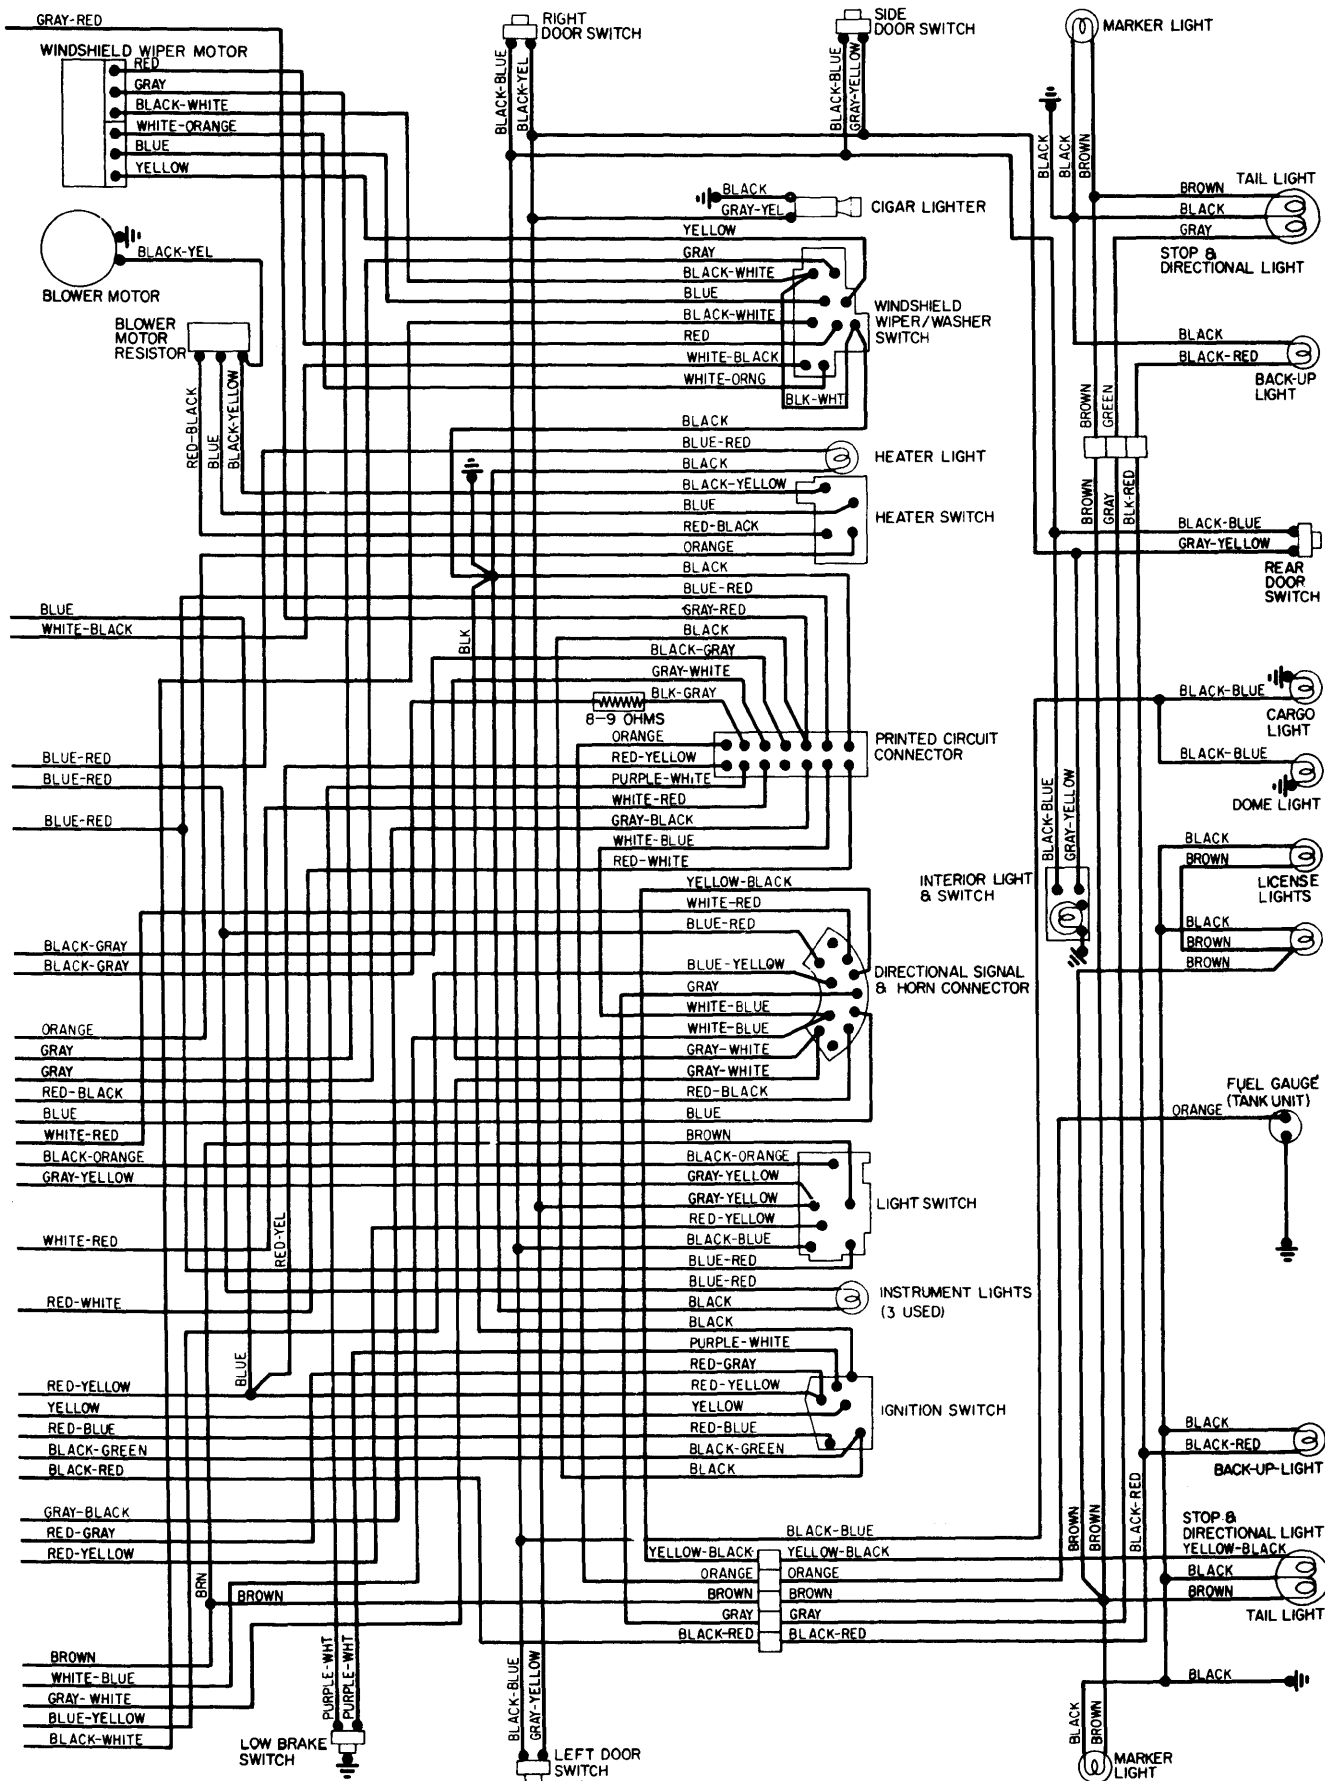 GRAY-RED
WINDSHIELD WIPER MOTOR
RED
GRAY
BLACK-WHITE
WHITE-ORANGE
BLUE
YELLOW
BLACK-YEL
BLOWER MOTOR
BLOWER
MOTOR
RESISTOR
RED-BLACK
BLUE
BLACK-YELLOW
RIGHT
DOOR SWITCH
BLACK-BLUE
BLACK-YEL
SIDE
DOOR SWITCH
BLACK-BLUE
GRAY-YELLOW
MARKER LIGHT
BLACK
BLACK
BROWN
BROWN
TAIL LIGHT
BLACK
GRAY
STOP &
DIRECTIONAL LIGHT
BLACK
BLACK-RED
BACK-UP
LIGHT
BROWN
GREEN
BROWN
GRAY
BLK-RED
BLACK-BLUE
GRAY-YELLOW
REAR
DOOR
SWITCH
BLACK
GRAY-YEL
CIGAR LIGHTER
YELLOW
GRAY
BLACK-WHITE
BLUE
BLACK-WHITE
RED
WHITE-BLACK
WHITE-ORNG
BLK-WHT
WINDSHIELD
WIPER/WASHER
SWITCH
BLACK
BLUE-RED
BLACK
HEATER LIGHT
BLACK-YELLOW
BLUE
RED-BLACK
ORANGE
HEATER SWITCH
BLACK
BLUE-RED
GRAY-RED
BLACK
BLACK-GRAY
GRAY-WHITE
BLK-GRAY
8-9 OHMS
BLK
ORANGE
RED-YELLOW
PURPLE-WHITE
WHITE-RED
GRAY-BLACK
WHITE-BLUE
RED-WHITE
PRINTED CIRCUIT
CONNECTOR
BLUE
WHITE-BLACK
BLUE-RED
BLUE-RED
BLUE-RED
BLACK-GRAY
BLACK-GRAY
ORANGE
GRAY
GRAY
RED-BLACK
BLUE
WHITE-RED
BLACK-ORANGE
GRAY-YELLOW
WHITE-RED
RED-YEL
RED-WHITE
BLUE
RED-YELLOW
YELLOW
RED-BLUE
BLACK-GREEN
BLACK-RED
GRAY-BLACK
RED-GRAY
RED-YELLOW
BRN
BROWN
BROWN
WHITE-BLUE
GRAY-WHITE
BLUE-YELLOW
BLACK-WHITE
YELLOW-BLACK
WHITE-RED
BLUE-RED
BLUE-YELLOW
GRAY
WHITE-BLUE
WHITE-BLUE
GRAY-WHITE
GRAY-WHITE
RED-BLACK
BLUE
DIRECTIONAL SIGNAL
& HORN CONNECTOR
BROWN
BLACK-ORANGE
GRAY-YELLOW
GRAY-YELLOW
RED-YELLOW
BLACK-BLUE
BLUE-RED
LIGHT SWITCH
BLUE-RED
BLACK
INSTRUMENT LIGHTS
(3 USED)
BLACK
PURPLE-WHITE
RED-GRAY
RED-YELLOW
YELLOW
RED-BLUE
BLACK-GREEN
BLACK
IGNITION SWITCH
INTERIOR LIGHT
& SWITCH
BLACK-BLUE
GRAY-YELLOW
BLACK-BLUE
CARGO
LIGHT
BLACK-BLUE
DOME LIGHT
BLACK
BROWN
LICENSE
LIGHTS
BLACK
BROWN
BROWN
FUEL GAUGE
(TANK UNIT)
ORANGE
BLACK
BLACK-RED
BACK-UP-LIGHT
BROWN
BROWN
BLACK-RED
STOP &
DIRECTIONAL LIGHT
YELLOW-BLACK
BLACK
BROWN
TAIL LIGHT
BLACK-BLUE
YELLOW-BLACK
YELLOW-BLACK
ORANGE
ORANGE
BROWN
BROWN
GRAY
GRAY
BLACK-RED
BLACK-RED
BLACK
BLACK
BROWN
MARKER
LIGHT
PURPLE-WHT
PURPLE-WHT
LOW BRAKE
SWITCH
BLACK-BLUE
GRAY-YELLOW
LEFT DOOR
SWITCH